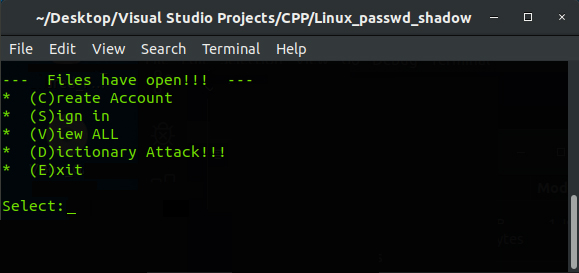 ~/Desktop/Visual Studio Projects/CPP/Linux_passwd_shadow
File Edit View Search Terminal Help
--- Files have open!!! ---
* (C)reate Account
* (S)ign in
* (V)iew ALL
* (D)ictionary Attack!!!
* (E)xit
Select:_